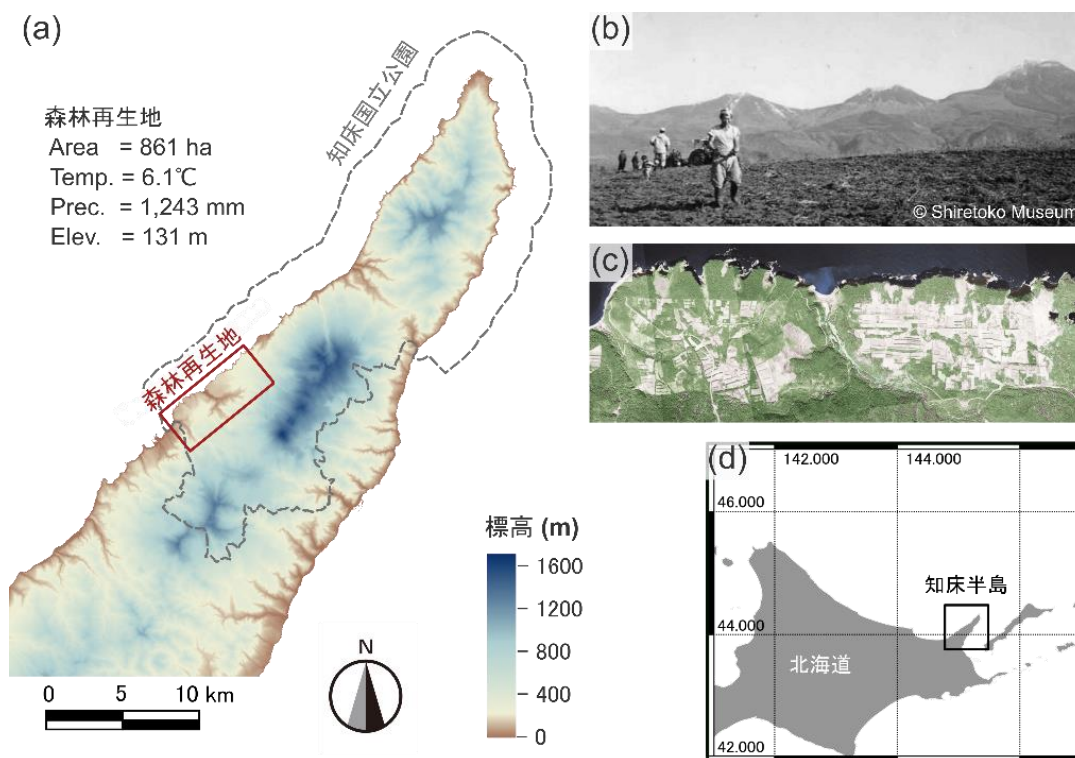 (a)
知床国立公園
森林再生地
Area = 861 ha
Temp. = 6.1℃
Prec. = 1,243 mm
Elev. = 131 m
森林再生地
標高 (m)
1600
1200
800
400
0
0 5 10 km
N
(b)
© Shiretoko Museum
(c)
(d)
142.000 144.000
46.000
知床半島
44.000
北海道
42.000